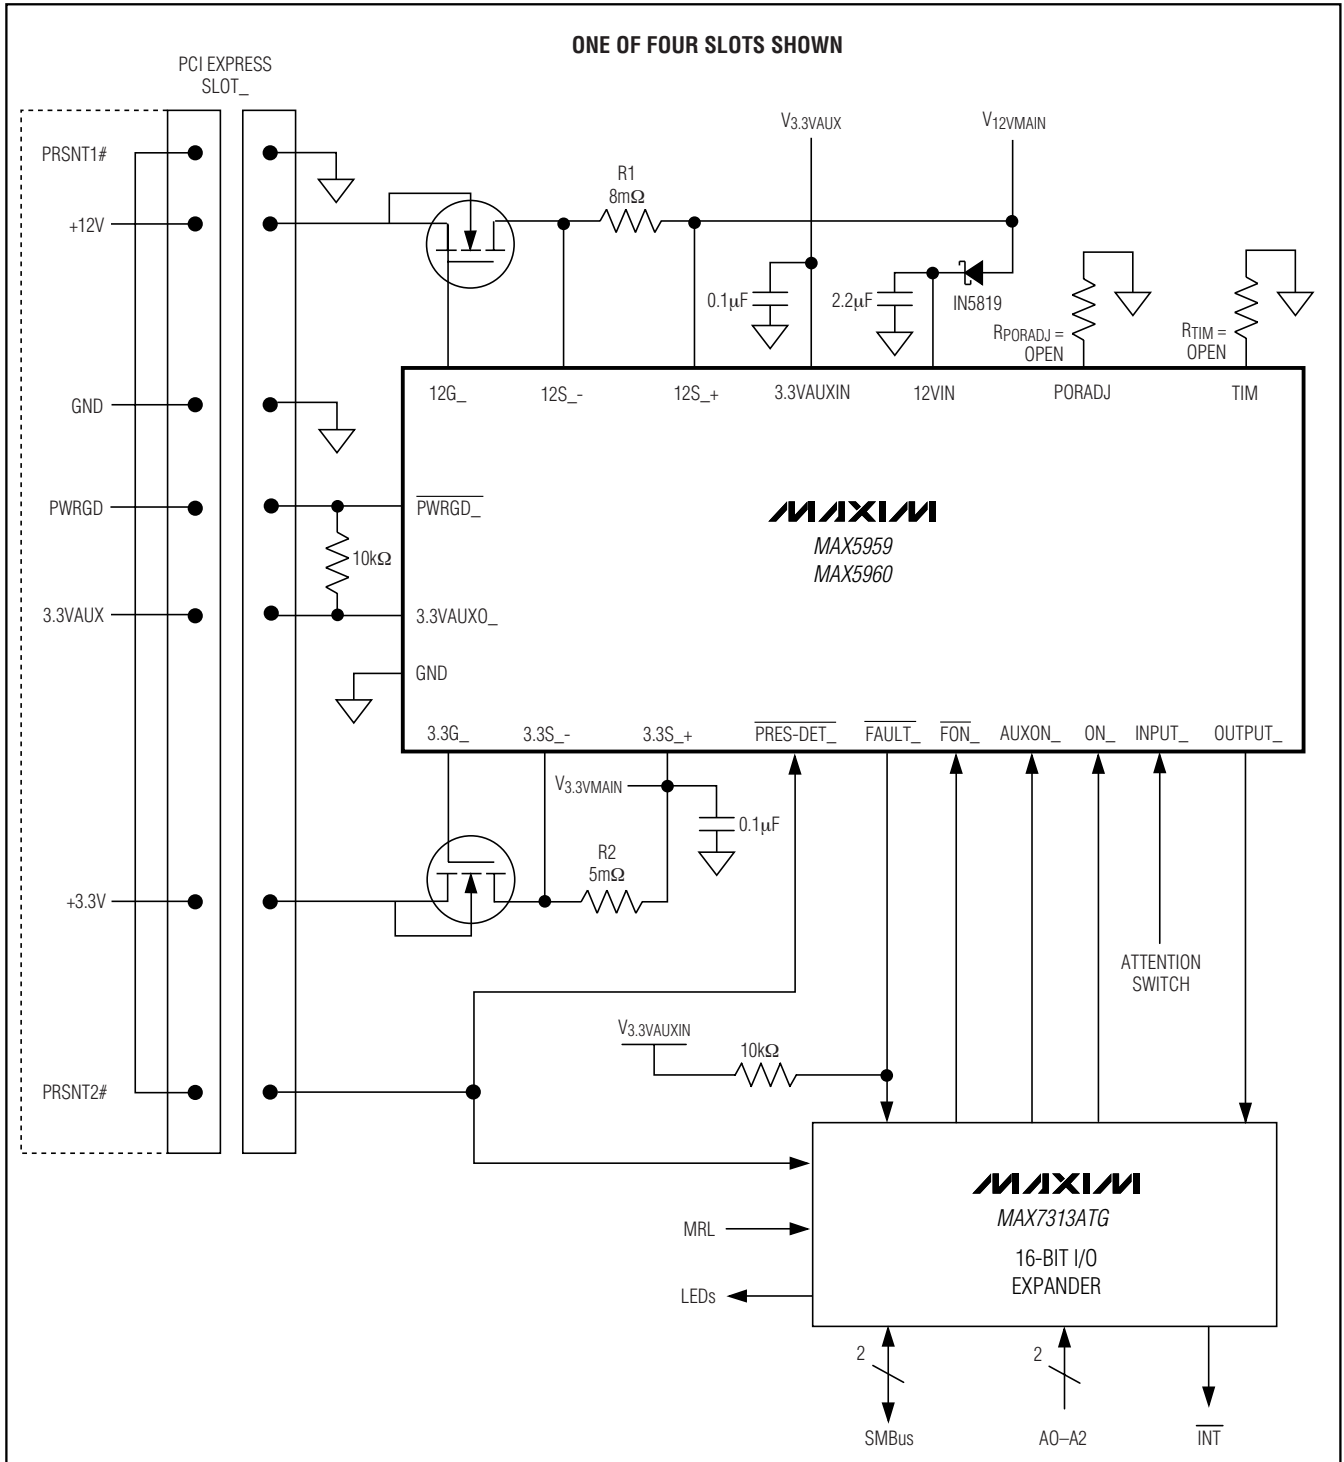 ONE OF FOUR SLOTS SHOWN
PCI EXPRESS
SLOT_
PRSNT1#
+12V
GND
PWRGD
3.3VAUX
+3.3V
PRSNT2#
V3.3VAUX
V12VMAIN
R1
8mΩ
0.1µF
2.2µF
IN5819
RPORADJ =
OPEN
RTIM =
OPEN
12G_
12S_-
12S_+
3.3VAUXIN
12VIN
PORADJ
TIM
PWRGD_
10kΩ
3.3VAUXO_
GND
MAXIM
MAX5959
MAX5960
3.3G_
3.3S_-
3.3S_+
PRES-DET_
FAULT_
FON_
AUXON_
ON_
INPUT_
OUTPUT_
V3.3VMAIN
0.1µF
R2
5mΩ
ATTENTION
SWITCH
V3.3VAUXIN
10kΩ
MAXIM
MAX7313ATG
16-BIT I/O
EXPANDER
MRL
LEDs
2
2
SMBus
AO–A2
INT